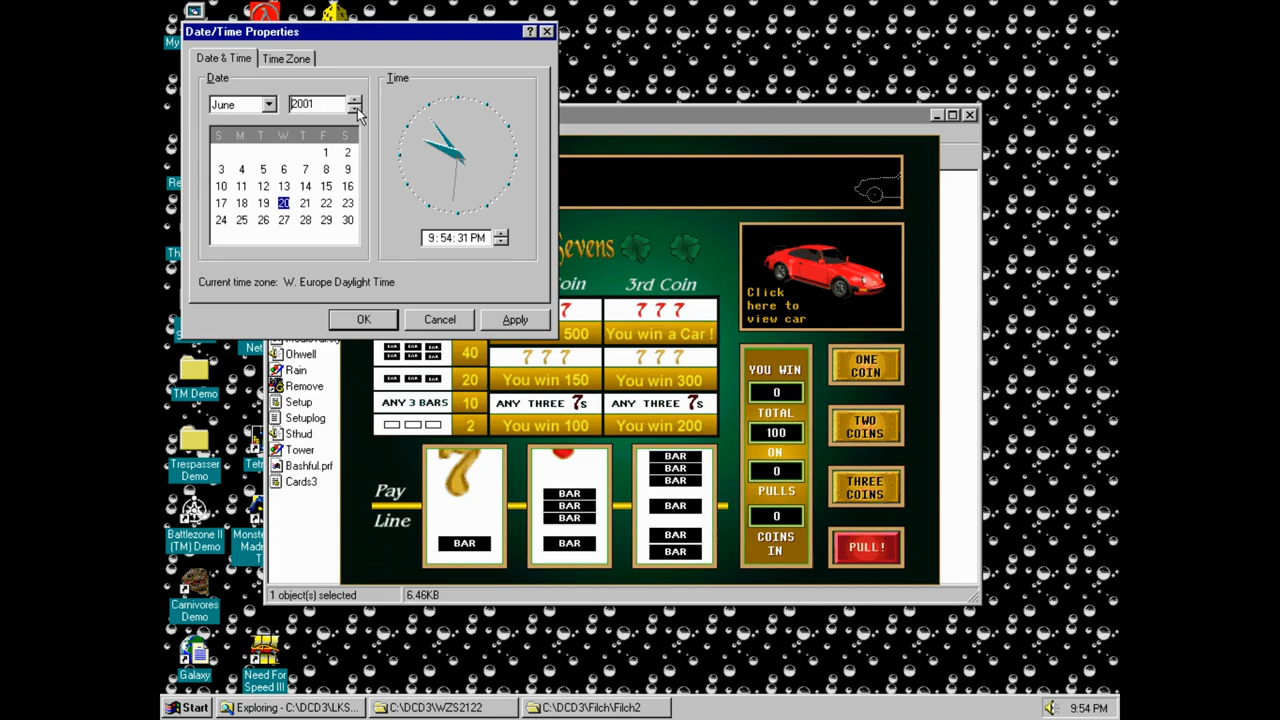 My
Date/Time Properties
Date & Time
Time Zone
Date
Time
June
2001
S M T W T F S
1 2
3 4 5 6 7 8 9
10 11 12 13 14 15 16
17 18 19 20 21 22 23
24 25 26 27 28 29 30
9:54:31 PM
Current time zone: W. Europe Daylight Time
OK
Cancel
Apply
Re
Th
Net
Sevens
3rd Coin
7 7 7
500
You win a Car !
40
7 7 7
7 7 7
20
You win 150
You win 300
ANY 3 BARS
10
ANY THREE 7s
ANY THREE 7s
2
You win 100
You win 200
Click
here to
view car
YOU WIN
0
TOTAL
100
ON
0
PULLS
0
COINS
IN
ONE
COIN
TWO
COINS
THREE
COINS
PULL!
Pay
Line
7
BAR
BAR
BAR
BAR
BAR
BAR
BAR
BAR
BAR
BAR
BAR
Ohwell
Rain
Remove
Setup
Setuplog
Sthud
Tower
Bashful.prf
Cards3
TM Demo
Trespasser
Demo
Tet
Battlezone II
(TM) Demo
Monst
Madn
T
Carnivores
Demo
Galaxy
Need For
Speed III
1 object(s) selected
6.46KB
Start
Exploring - C:\DCD3\LKS...
C:\DCD3\WZS2122
C:\DCD3\Filch\Filch2
9:54 PM